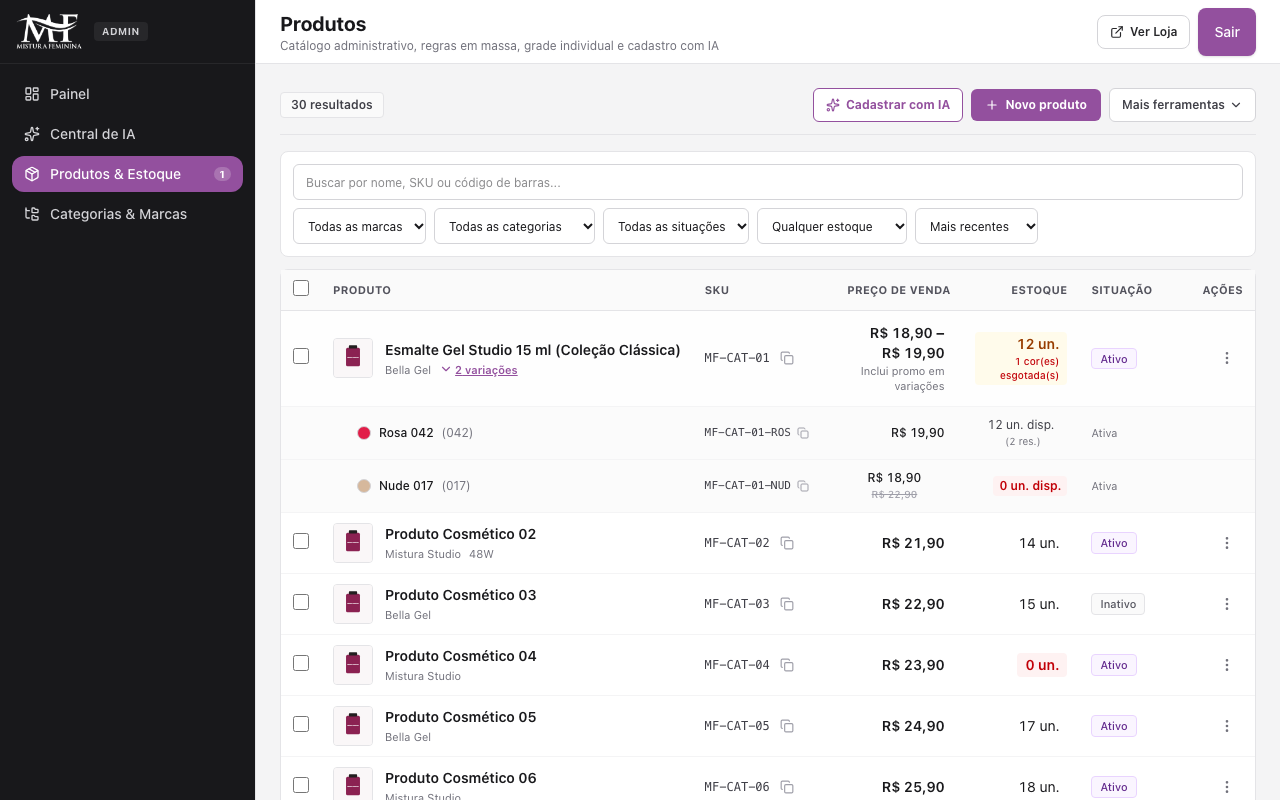 MF
MISTURA FEMININA
ADMIN
Produtos
Catálogo administrativo, regras em massa, grade individual e cadastro com IA
Ver Loja
Sair
Painel
Central de IA
Produtos & Estoque 1
Categorias & Marcas
30 resultados
Cadastrar com IA
Novo produto
Mais ferramentas
Buscar por nome, SKU ou código de barras...
Todas as marcas
Todas as categorias
Todas as situações
Qualquer estoque
Mais recentes
PRODUTO SKU PREÇO DE VENDA ESTOQUE SITUAÇÃO AÇÕES
Esmalte Gel Studio 15 ml (Coleção Clássica)
Bella Gel 2 variações
MF-CAT-01
R$ 18,90 –
R$ 19,90
Inclui promo em
variações
12 un.
1 cor(es)
esgotada(s)
Ativo
Rosa 042 (042)
MF-CAT-01-ROS
R$ 19,90
12 un. disp.
(2 res.)
Ativa
Nude 017 (017)
MF-CAT-01-NUD
R$ 18,90
R$ 22,90
0 un. disp.
Ativa
Produto Cosmético 02
Mistura Studio 48W
MF-CAT-02
R$ 21,90
14 un.
Ativo
Produto Cosmético 03
Bella Gel
MF-CAT-03
R$ 22,90
15 un.
Inativo
Produto Cosmético 04
Mistura Studio
MF-CAT-04
R$ 23,90
0 un.
Ativo
Produto Cosmético 05
Bella Gel
MF-CAT-05
R$ 24,90
17 un.
Ativo
Produto Cosmético 06
Mistura Studio
MF-CAT-06
R$ 25,90
18 un.
Ativo